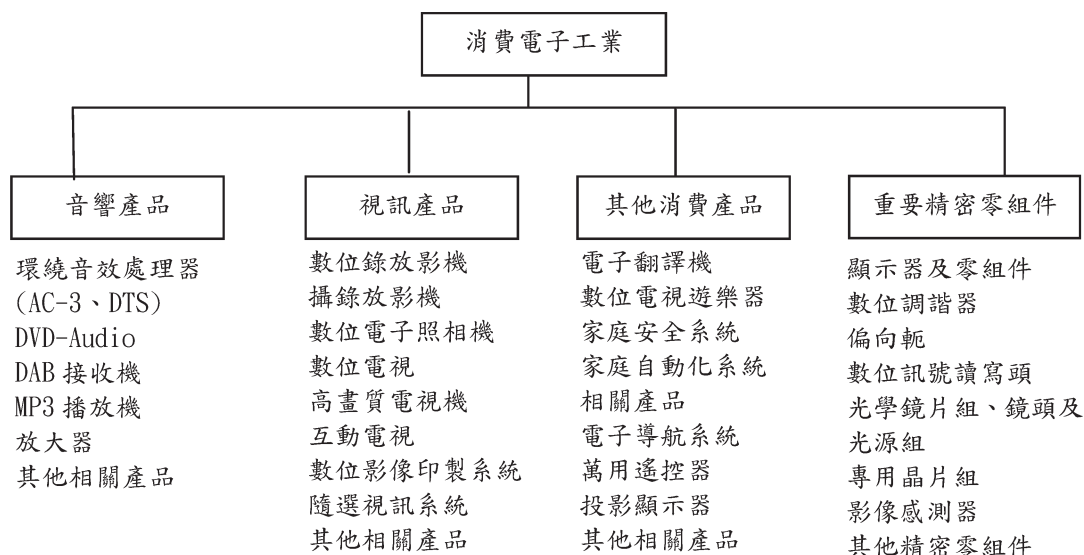 消費電子工業
音響產品
環繞音效處理器
(AC-3、DTS)
DVD-Audio
DAB 接收機
MP3 播放機
放大器
其他相關產品
視訊產品
數位錄放影機
攝錄放影機
數位電子照相機
數位電視
高畫質電視機
互動電視
數位影像印製系統
隨選視訊系統
其他相關產品
其他消費產品
電子翻譯機
數位電視遊樂器
家庭安全系統
家庭自動化系統
相關產品
電子導航系統
萬用遙控器
投影顯示器
其他相關產品
重要精密零組件
顯示器及零組件
數位調諧器
偏向軛
數位訊號讀寫頭
光學鏡片組、鏡頭及
光源組
專用晶片組
影像感測器
其他精密零組件